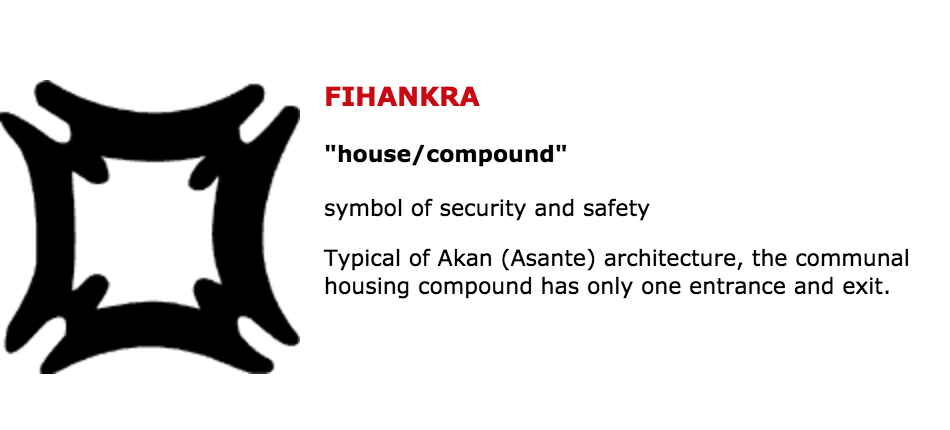 FIHANKRA
"house/compound"
symbol of security and safety
Typical of Akan (Asante) architecture, the communal
housing compound has only one entrance and exit.